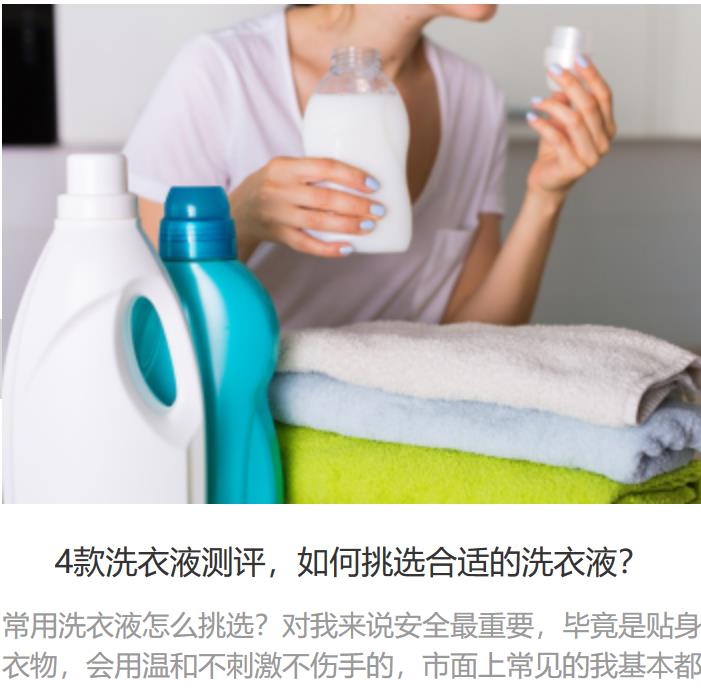 4款洗衣液测评，如何挑选合适的洗衣液？
常用洗衣液怎么挑选？对我来说安全最重要，毕竟是贴身
衣物，会用温和不刺激不伤手的，市面上常见的我基本都